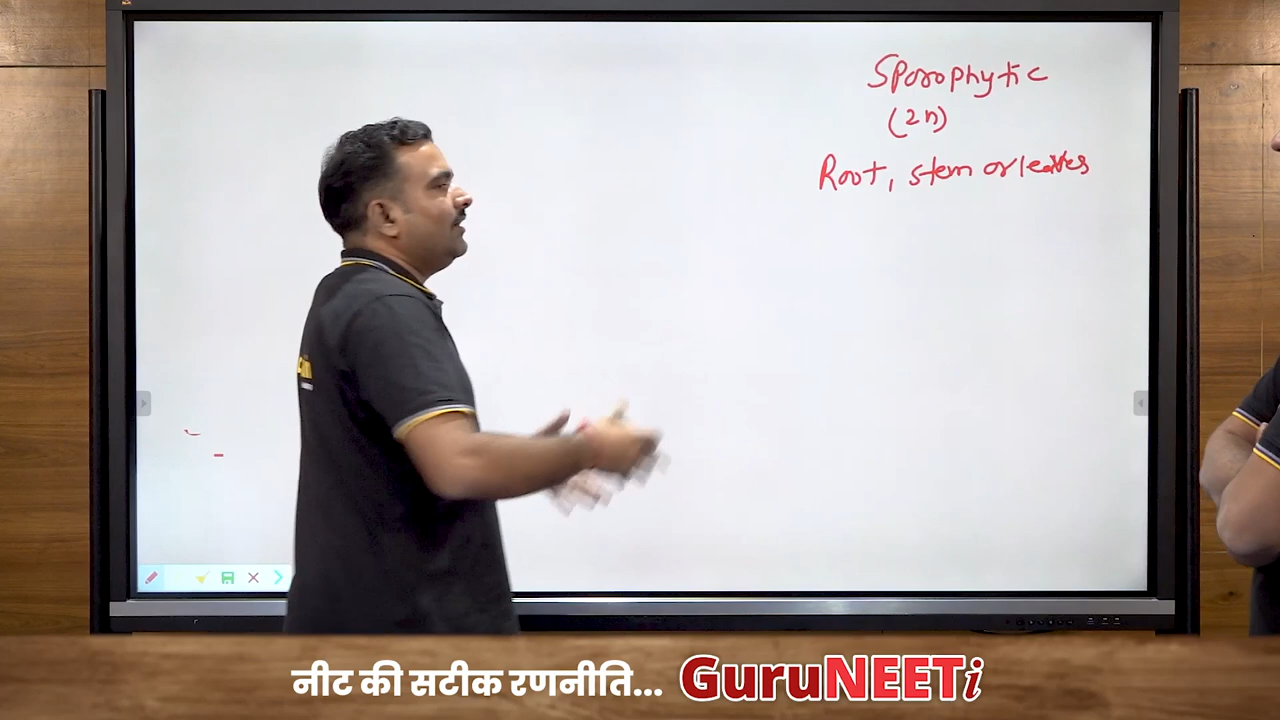 Sporophytic
(2n)
Root, stem or leaves
नीट की सटीक रणनीति... GuruNEETi